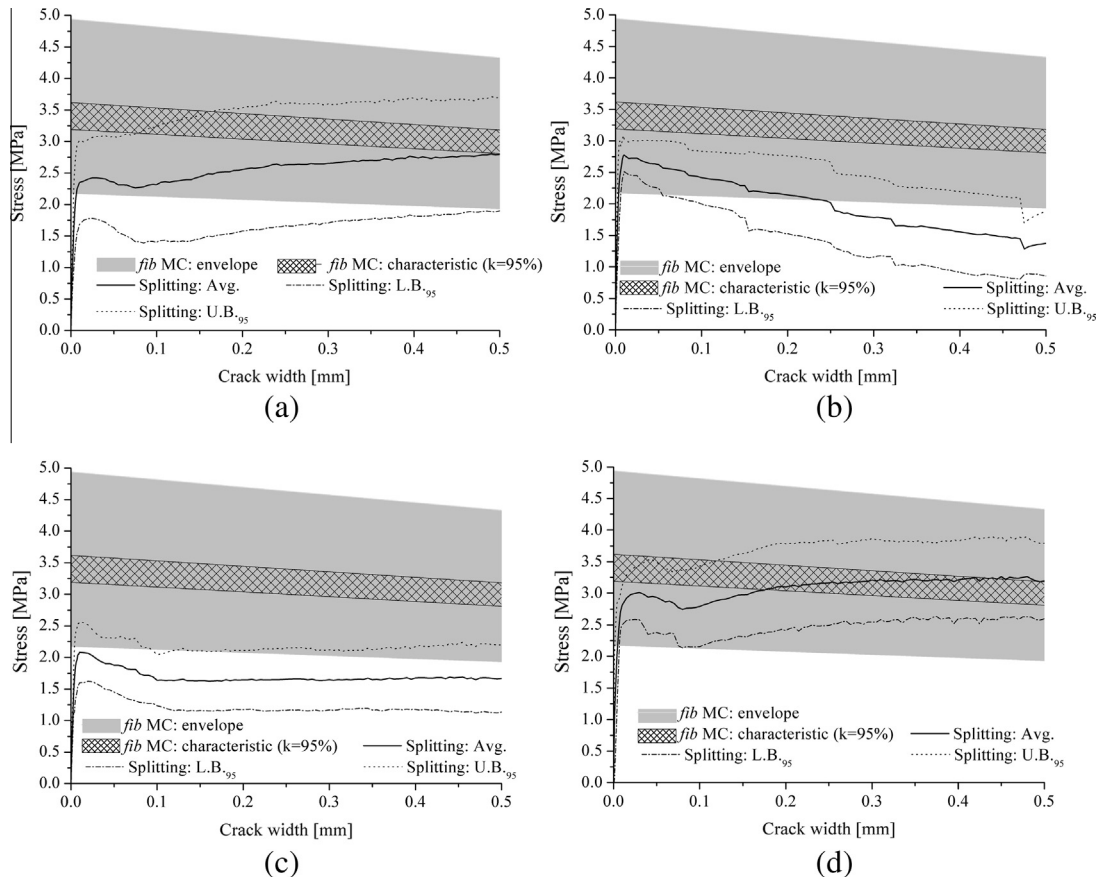 5.0
4.5
4.0
3.5
3.0
2.5
2.0
1.5
1.0
0.5
0.0
Stress [MPa]
fib MC: envelope
fib MC: characteristic (k=95%)
Splitting: Avg.
Splitting: L.B.95
Splitting: U.B.95
0.0 0.1 0.2 0.3 0.4 0.5
Crack width [mm]
(a)
5.0
4.5
4.0
3.5
3.0
2.5
2.0
1.5
1.0
0.5
0.0
Stress [MPa]
fib MC: envelope
fib MC: characteristic (k=95%)
Splitting: Avg.
Splitting: L.B.95
Splitting: U.B.95
0.0 0.1 0.2 0.3 0.4 0.5
Crack width [mm]
(b)
5.0
4.5
4.0
3.5
3.0
2.5
2.0
1.5
1.0
0.5
0.0
Stress [MPa]
fib MC: envelope
fib MC: characteristic (k=95%)
Splitting: Avg.
Splitting: L.B.95
Splitting: U.B.95
0.0 0.1 0.2 0.3 0.4 0.5
Crack width [mm]
(c)
5.0
4.5
4.0
3.5
3.0
2.5
2.0
1.5
1.0
0.5
0.0
Stress [MPa]
fib MC: envelope
fib MC: characteristic (k=95%)
Splitting: Avg.
Splitting: L.B.95
Splitting: U.B.95
0.0 0.1 0.2 0.3 0.4 0.5
Crack width [mm]
(d)